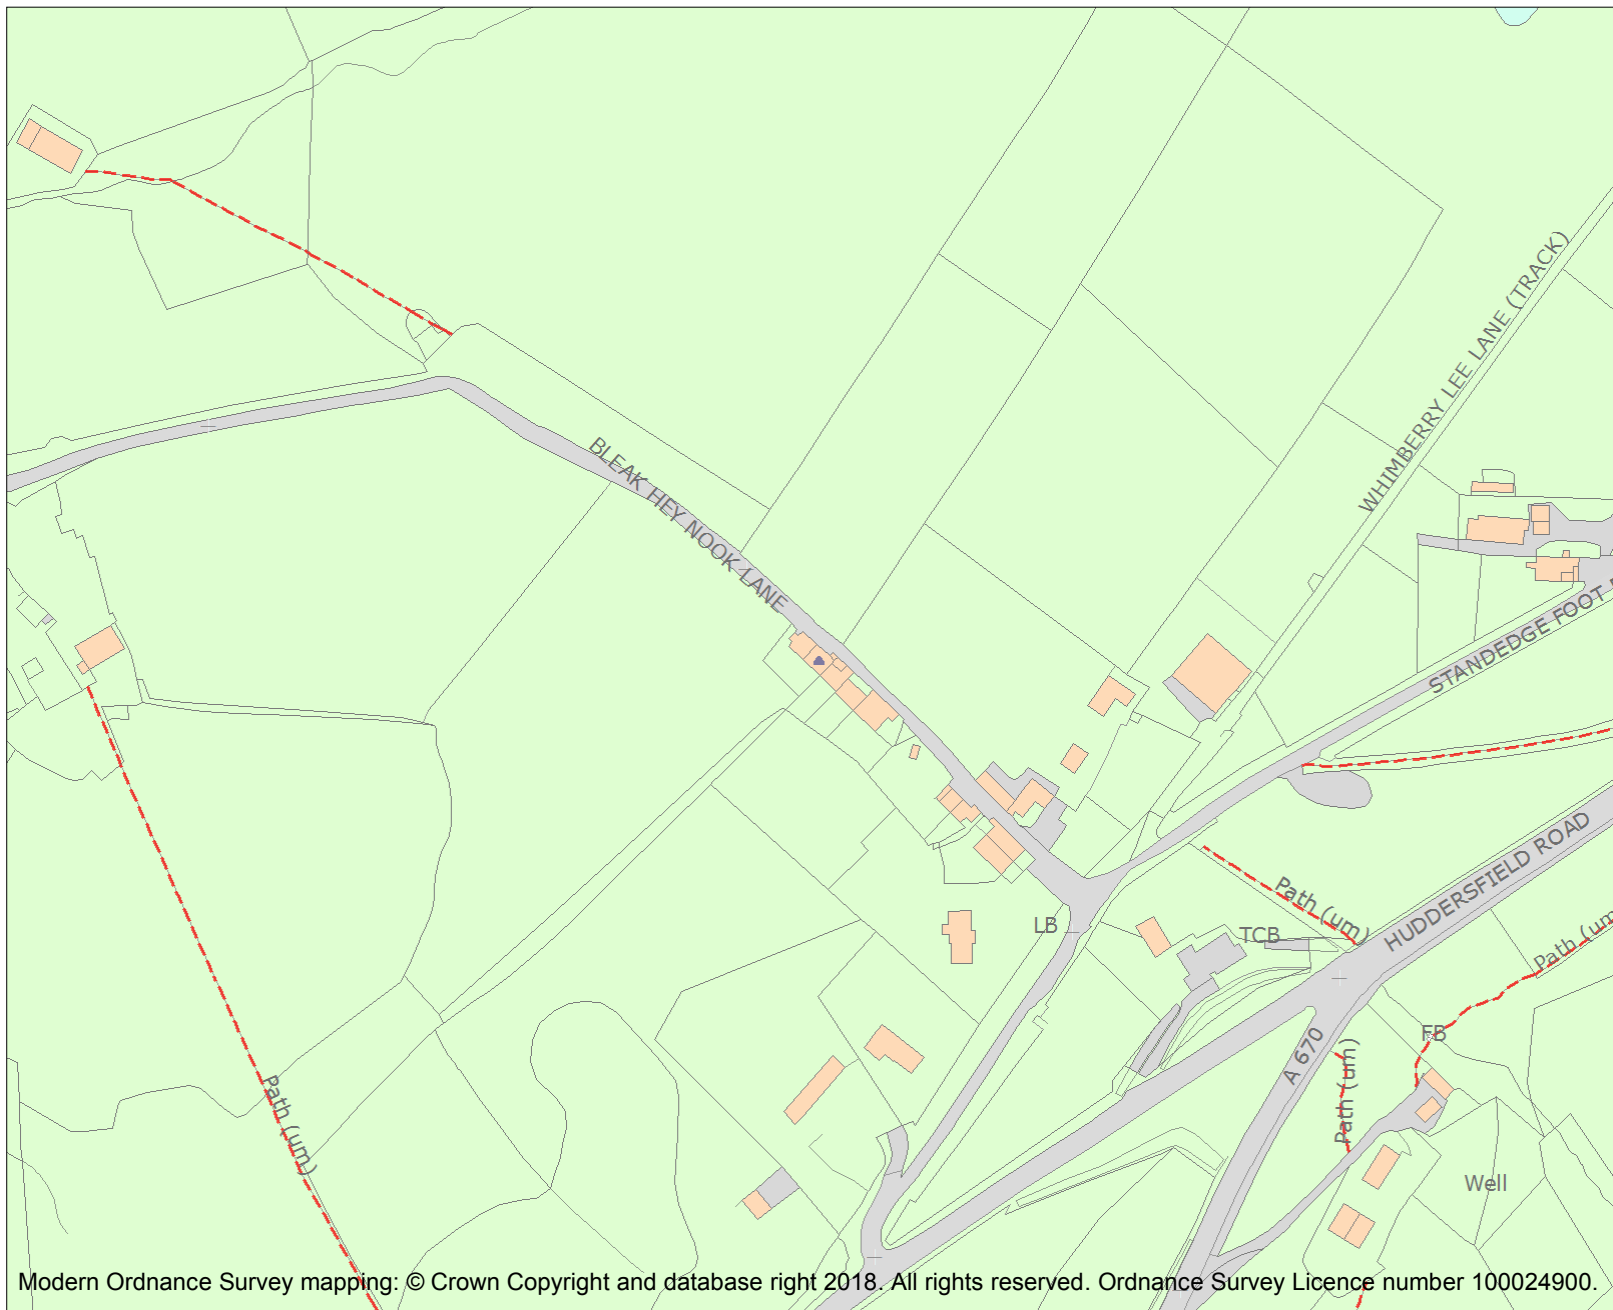 WHIMBERRY LEE LANE (TRACK)
BLEAK HEY NOOK LANE
STANDEDGE FOOT
HUDDERSFIELD ROAD
Path (um)
LB
TCB
Path (um)
FB
A 670
Path (um)
Path (um)
Well
Modern Ordnance Survey mapping: © Crown Copyright and database right 2018. All rights reserved. Ordnance Survey Licence number 100024900.